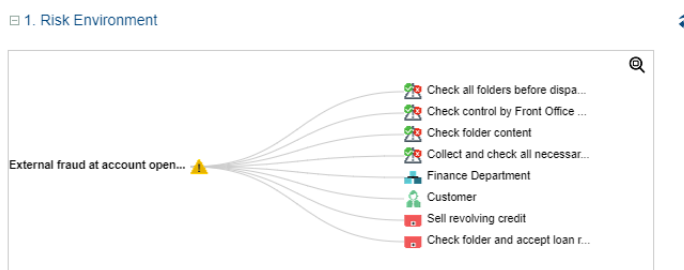 1. Risk Environment
Check all folders before dispa...
Check control by Front Office ...
Check folder content
Collect and check all necessar...
External fraud at account open...
Finance Department
Customer
Sell revolving credit
Check folder and accept loan r...